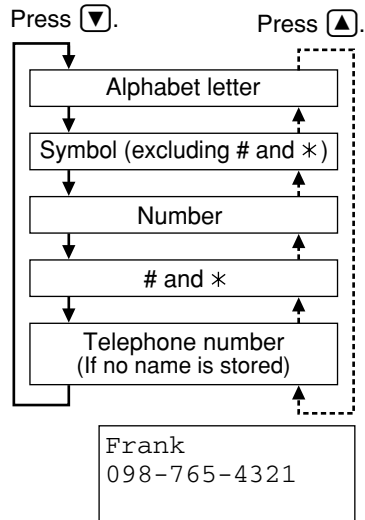 Press [▼].
Press [▲].
Alphabet letter
Symbol (excluding # and ✳)
Number
# and ✳
Telephone number
(If no name is stored)
Frank
098-765-4321